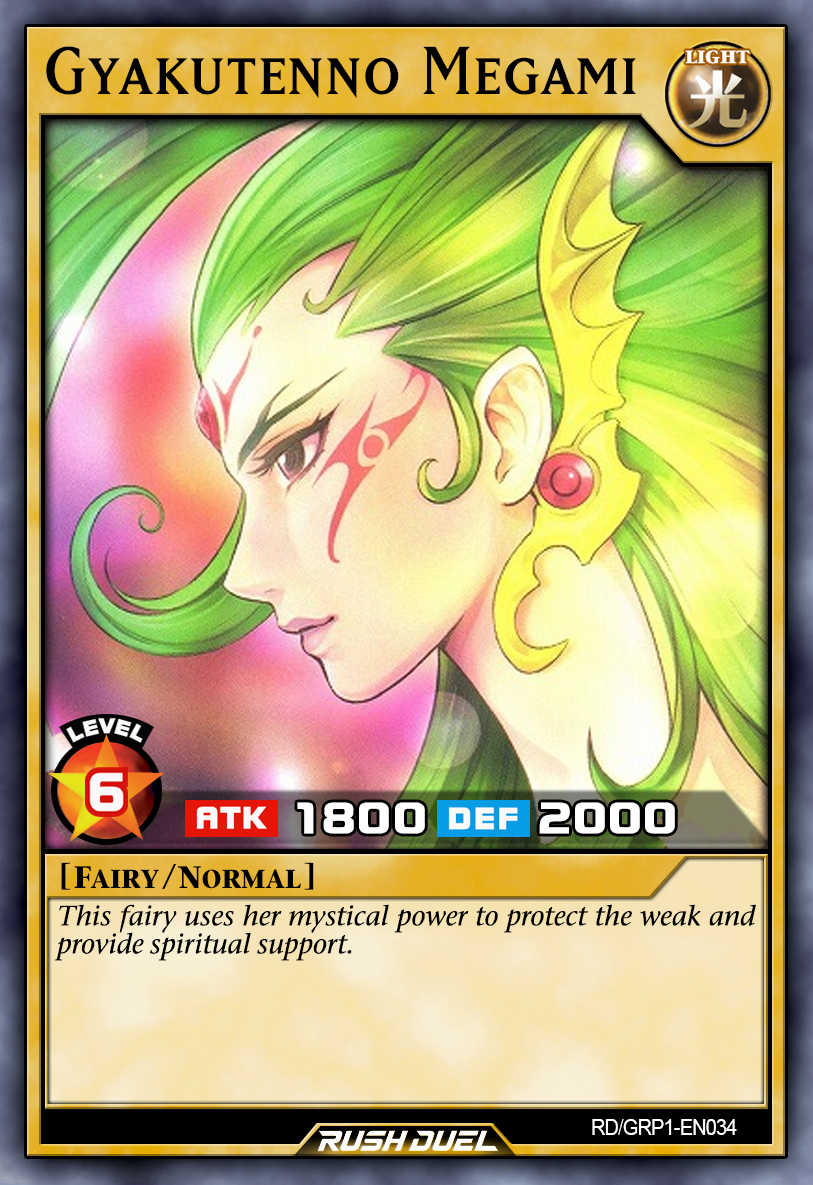 Gyakutenno Megami
LIGHT
光
LEVEL
6
ATK 1800 DEF 2000
[Fairy/Normal]
This fairy uses her mystical power to protect the weak and
provide spiritual support.
RD/GRP1-EN034
RUSH DUEL